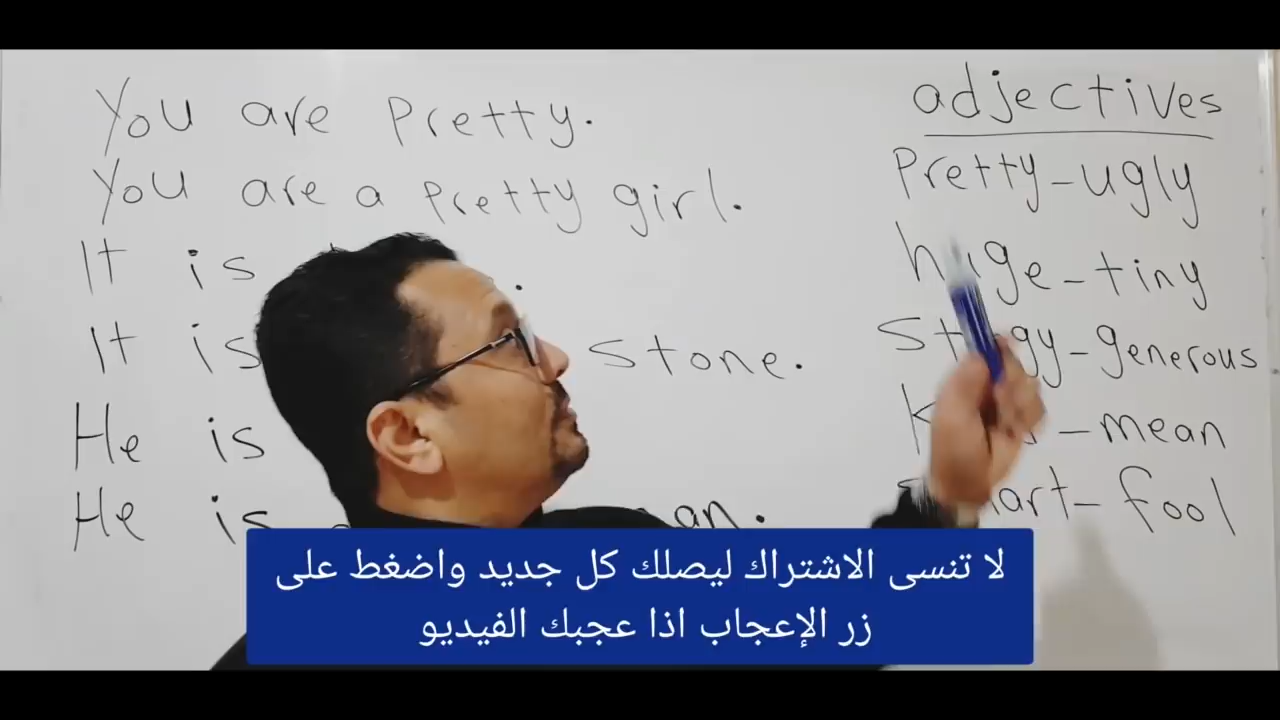 You are Pretty.
You are a Pretty girl.
It is
It is stone.
He is
He is
adjectives
Pretty-ugly
huge-tiny
-generous
-mean
-fool
لا تنسى الاشتراك ليصلك كل جديد واضغط على
زر الإعجاب اذا عجبك الفيديو